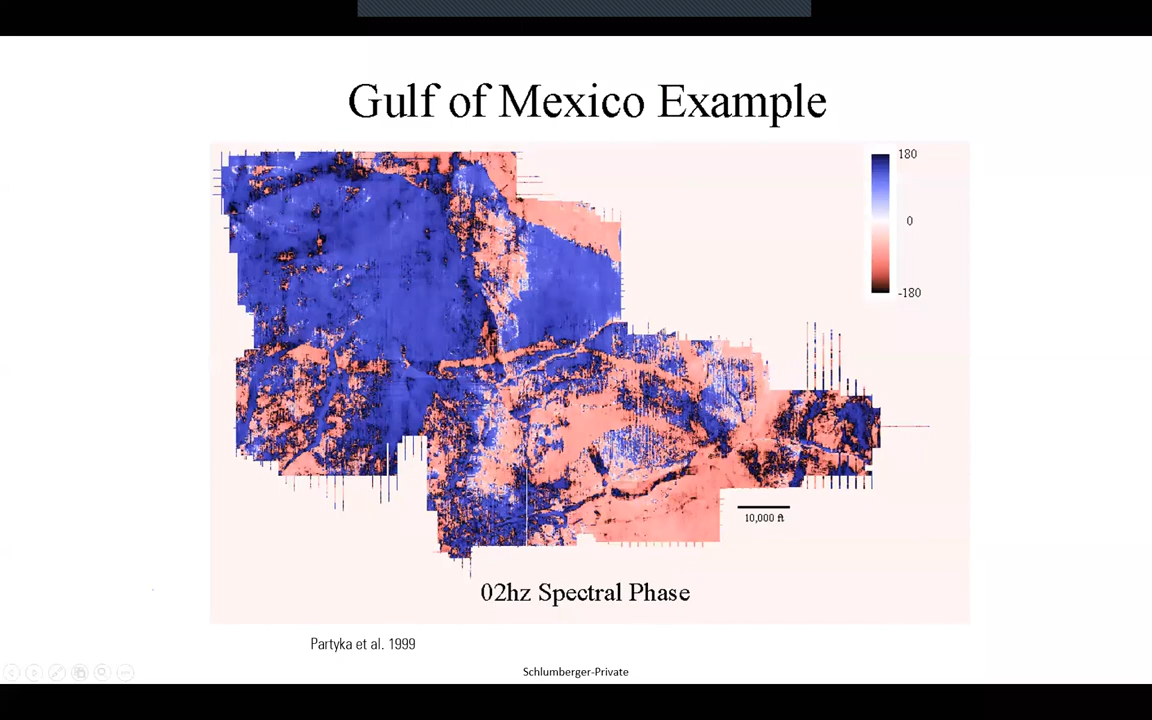 Gulf of Mexico Example
180
0
-180
10,000 ft
02hz Spectral Phase
Partyka et al. 1999
Schlumberger-Private